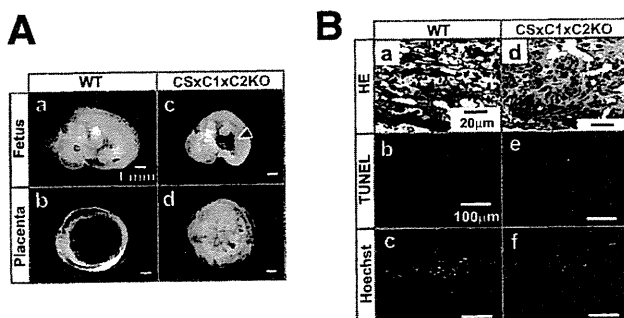 A
WT
CSxC1xC2KO
Fetus
a
c
1 mm
Placenta
b
d
B
WT
CSxC1xC2KO
HE
a
d
20μm
TUNEL
b
e
100μm
Hoechst
c
f